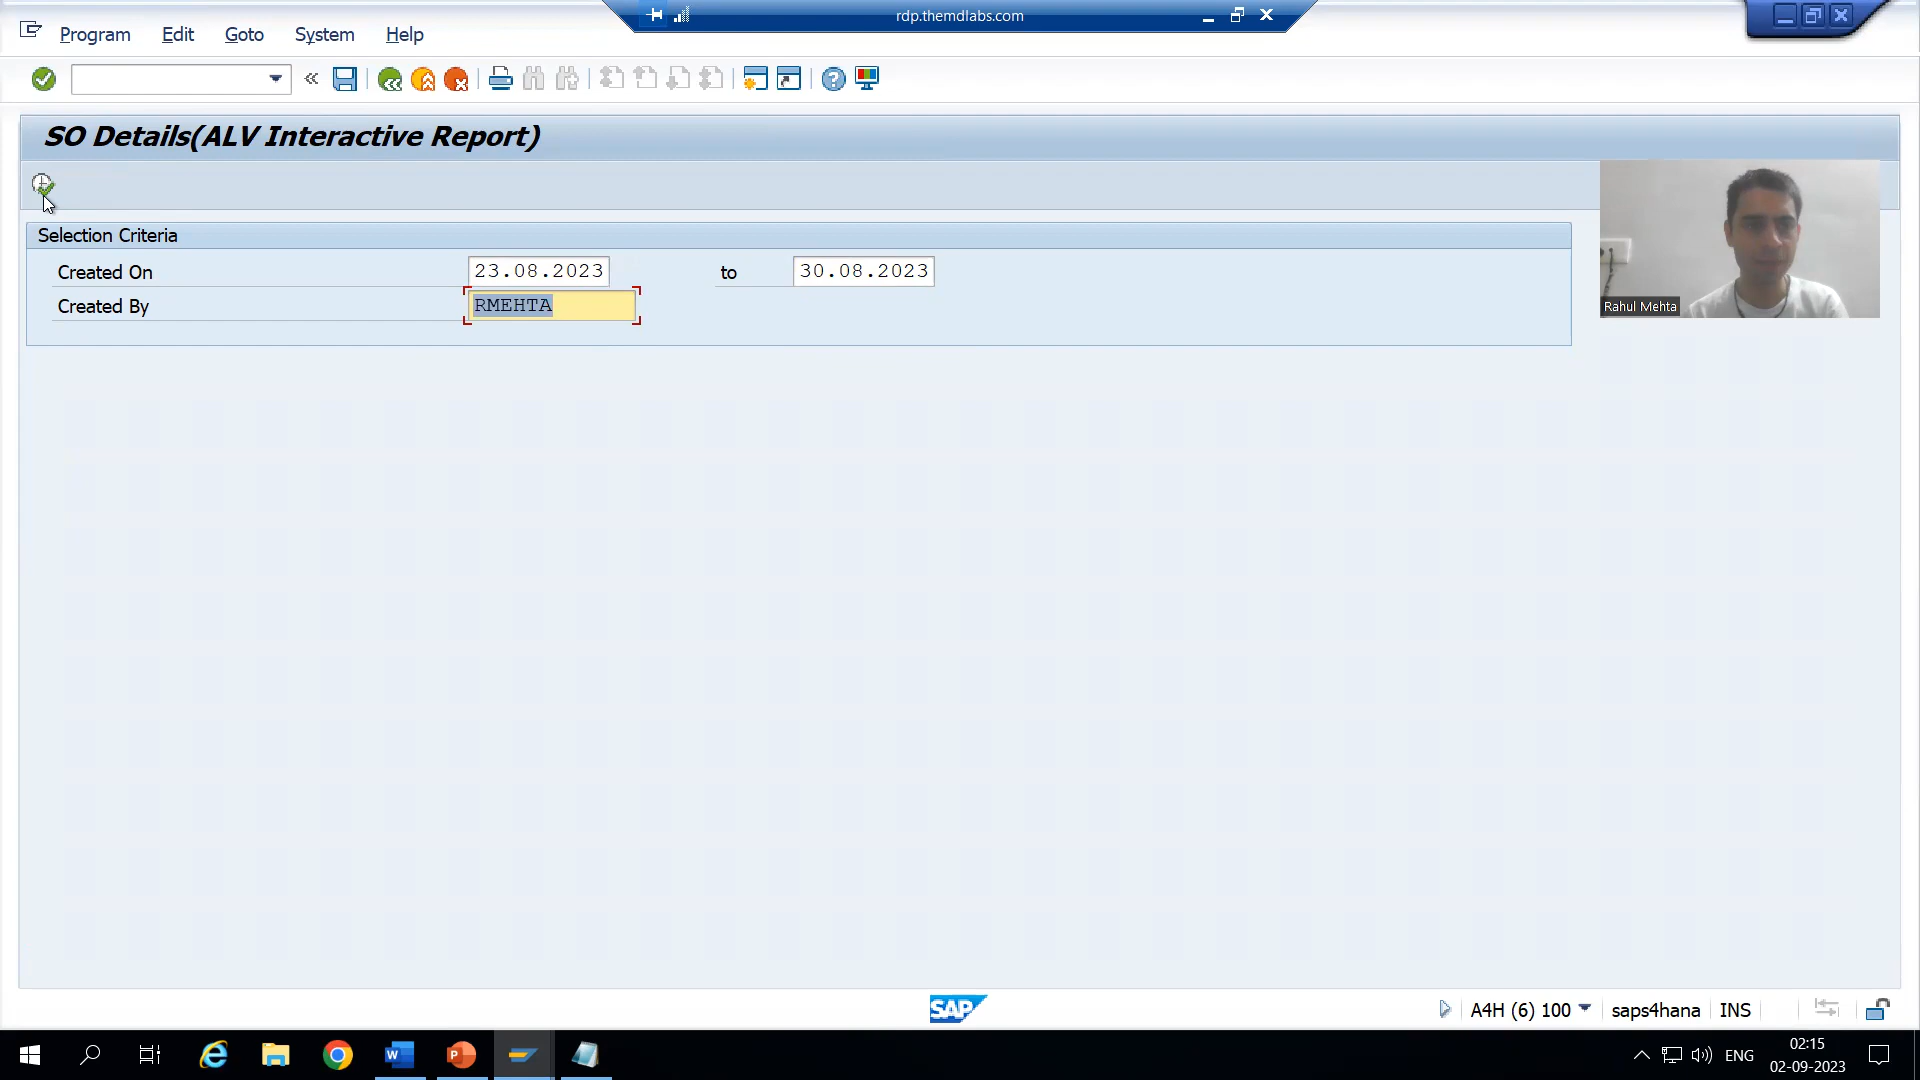 rdp.themdlabs.com
Program Edit Goto System Help
SO Details(ALV Interactive Report)
Selection Criteria
Created On 23.08.2023 to 30.08.2023
Created By RMEHTA
Rahul Mehta
SAP
A4H (6) 100 saps4hana INS
ENG 02:15
02-09-2023